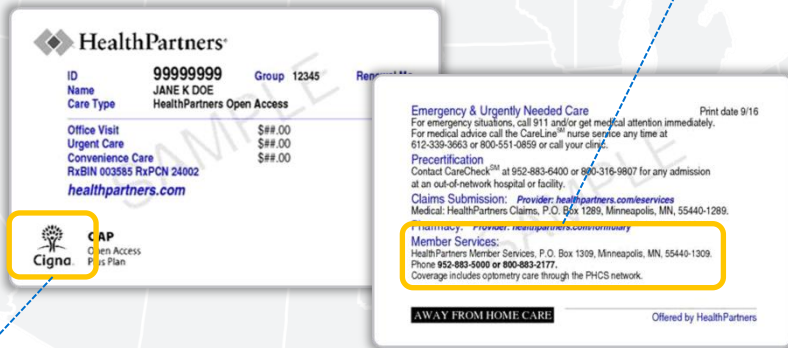 HealthPartners®
ID 99999999 Group 12345
Name JANE K DOE
Care Type HealthPartners Open Access
Office Visit $##.00
Urgent Care $##.00
Convenience Care $##.00
RxBIN 003585 RxPCN 24002
healthpartners.com
Cigna
OAP
Open Access
Plus Plan
SAMPLE
Emergency & Urgently Needed Care Print date 9/16
For emergency situations, call 911 and/or get medical attention immediately.
For medical advice call the CareLine℠ nurse service any time at
612-339-3663 or 800-551-0859 or call your clinic.
Precertification
Contact CareCheck℠ at 952-883-6400 or 800-316-9807 for any admission
at an out-of-network hospital or facility.
Claims Submission: Provider: healthpartners.com/eservices
Medical: HealthPartners Claims, P.O. Box 1289, Minneapolis, MN, 55440-1289.
Pharmacy: Provider: healthpartners.com/formulary
Member Services:
HealthPartners Member Services, P.O. Box 1309, Minneapolis, MN, 55440-1309.
Phone 952-883-5000 or 800-883-2177.
Coverage includes optometry care through the PHCS network.
AWAY FROM HOME CARE Offered by HealthPartners
SAMPLE